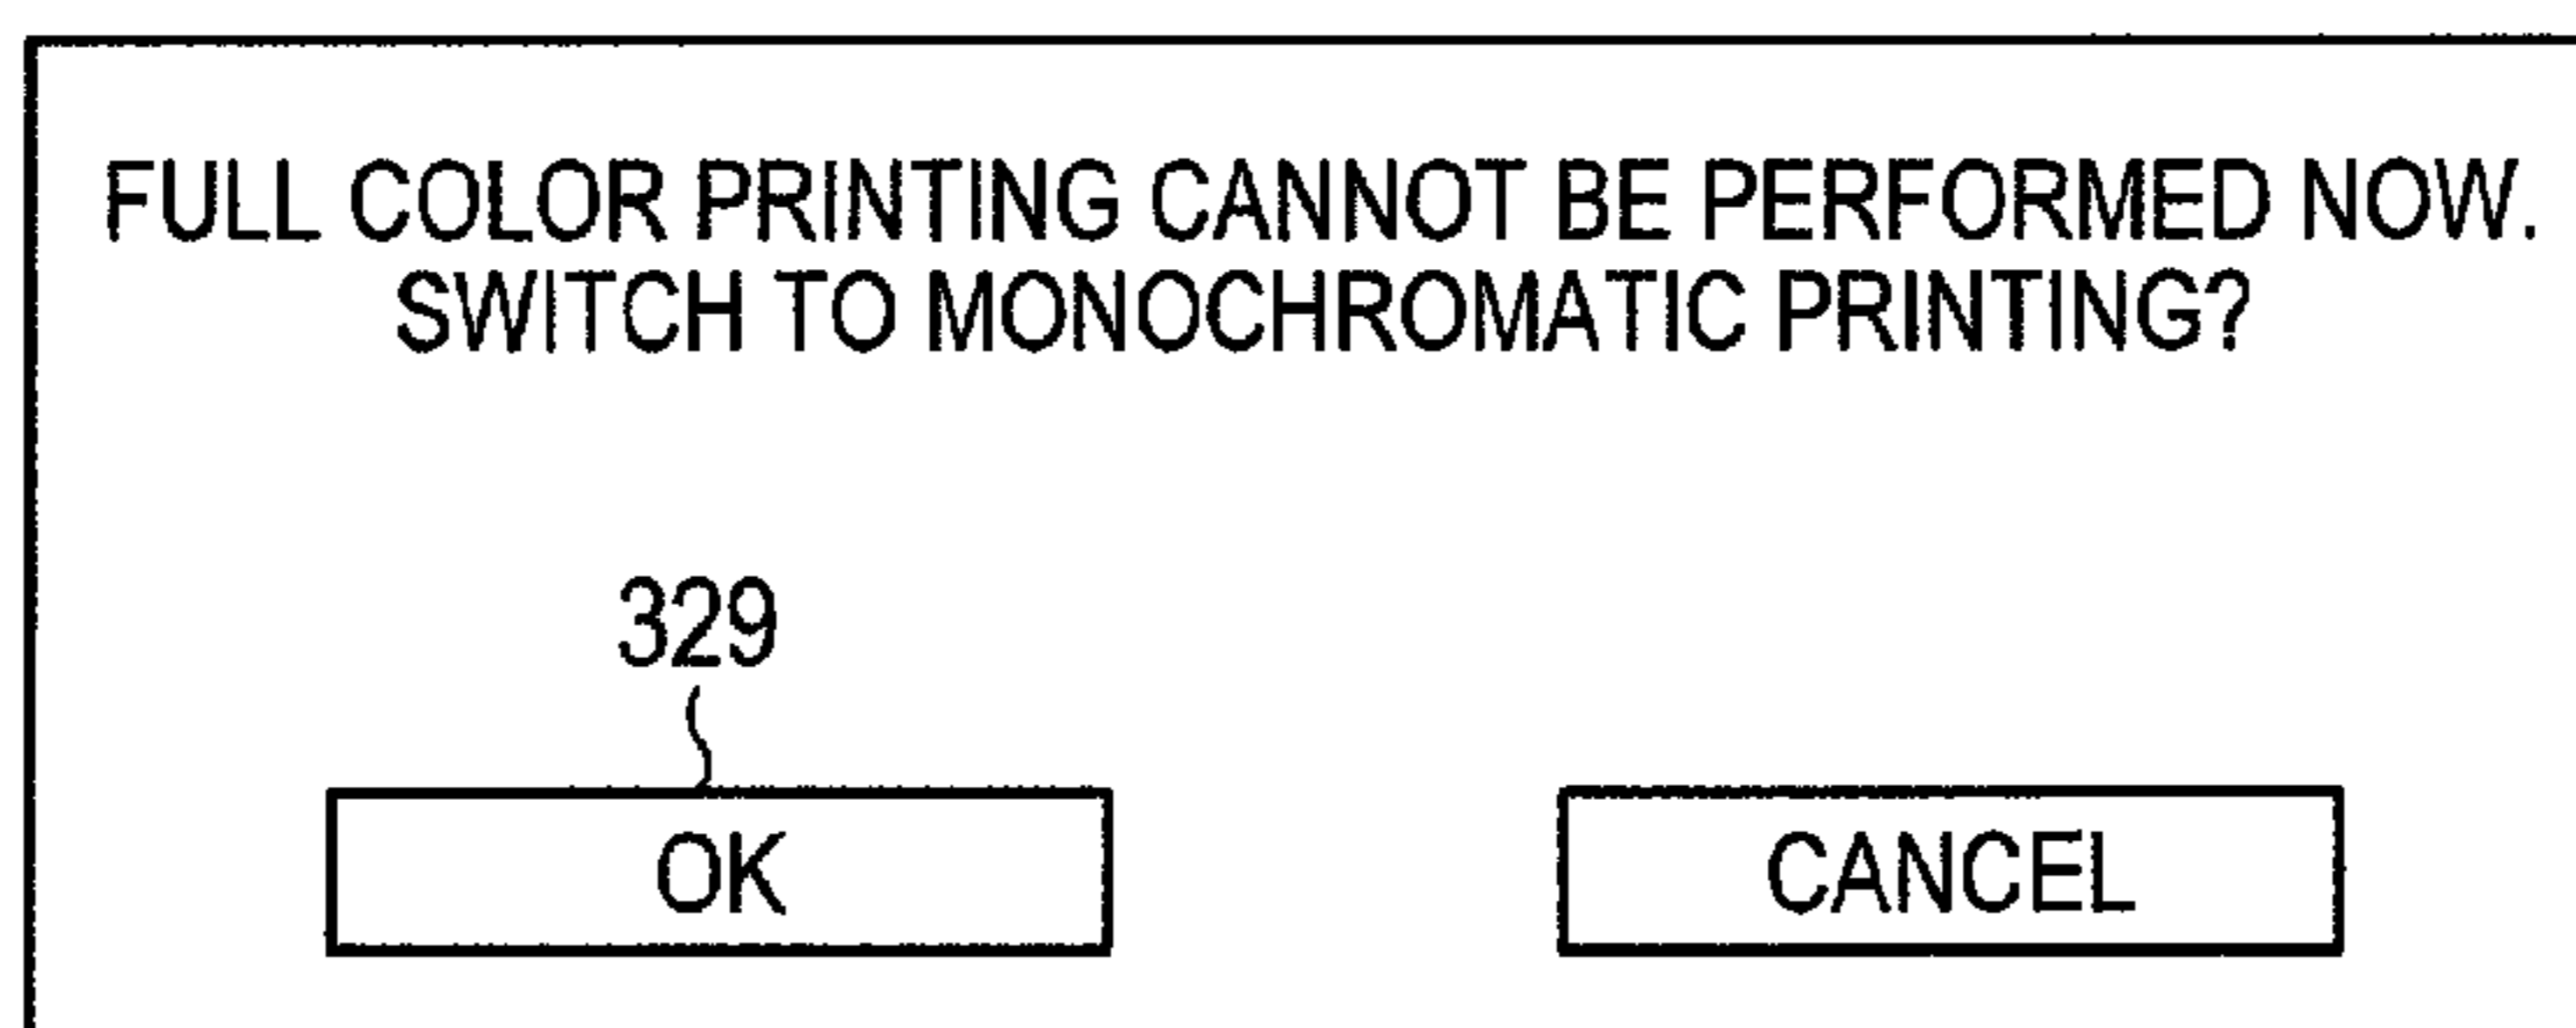 FULL COLOR PRINTING CANNOT BE PERFORMED NOW.
SWITCH TO MONOCHROMATIC PRINTING?
329
OK
CANCEL